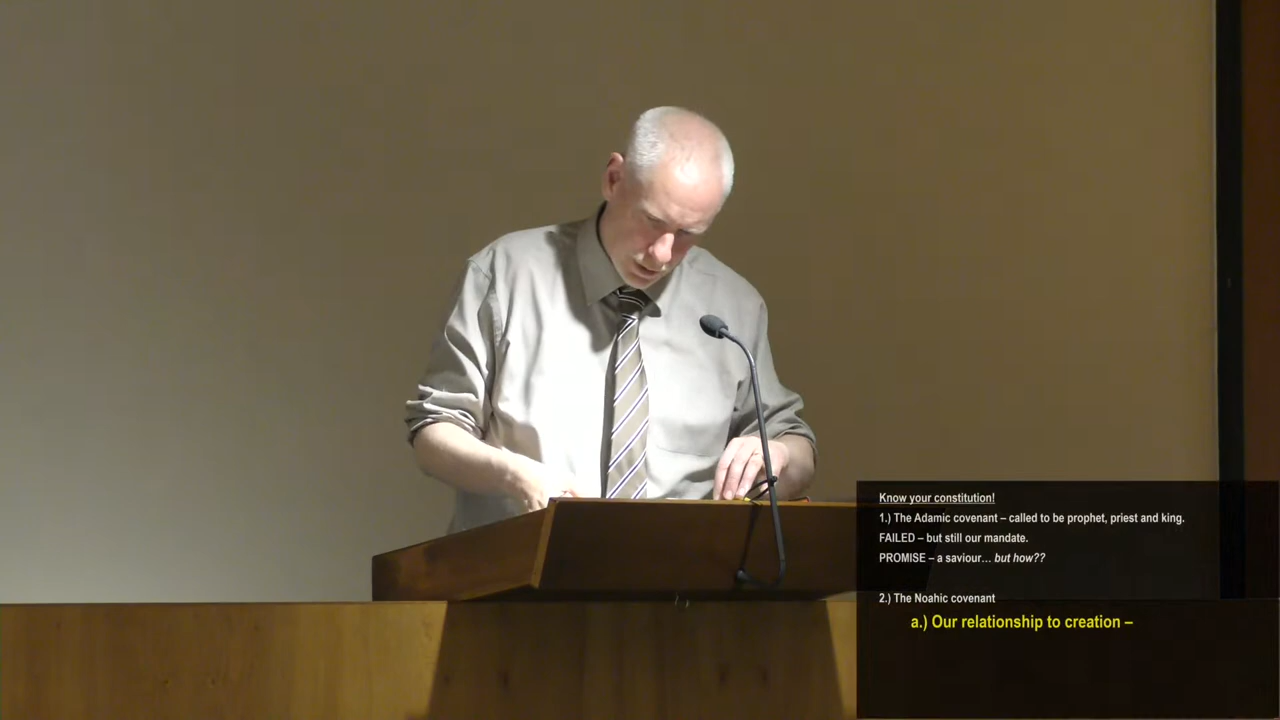 Know your constitution!
1.) The Adamic covenant – called to be prophet, priest and king.
FAILED – but still our mandate.
PROMISE – a saviour… but how??
2.) The Noahic covenant
a.) Our relationship to creation –